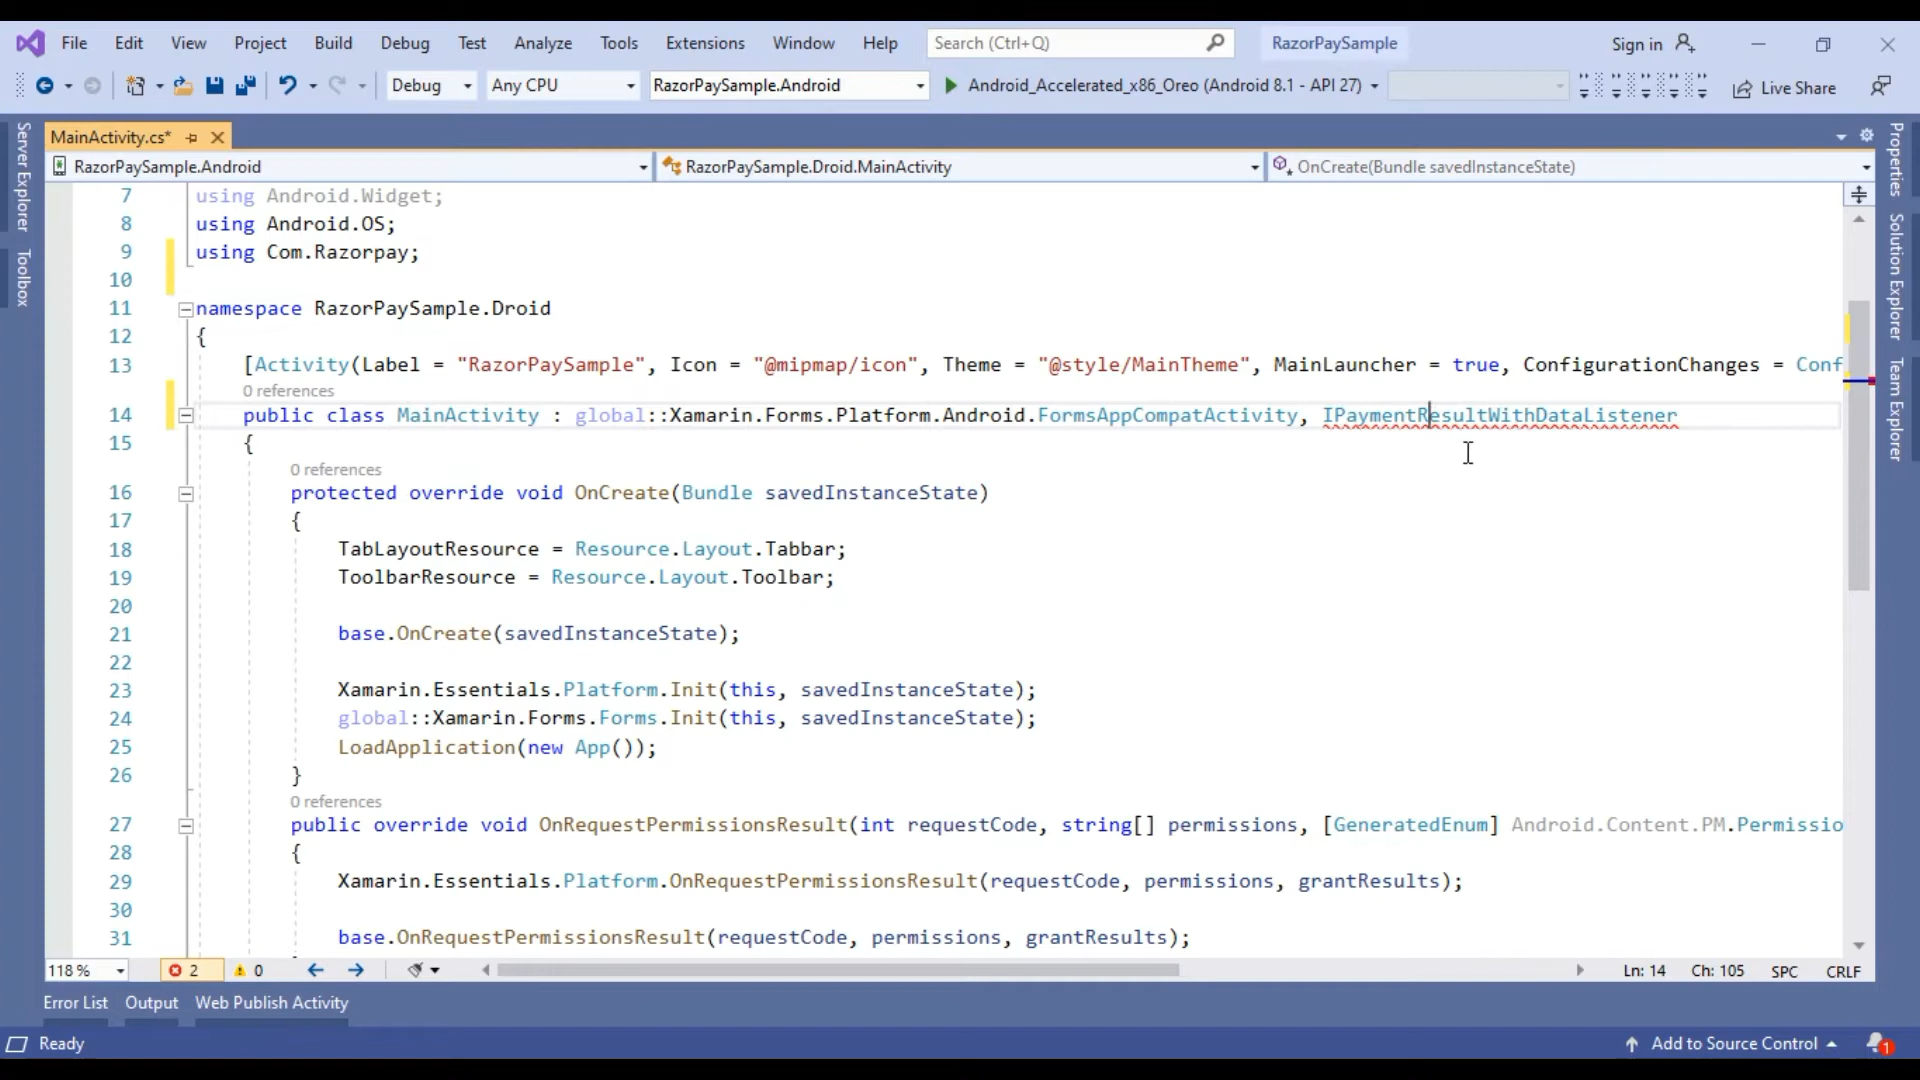 File Edit View Project Build Debug Test Analyze Tools Extensions Window Help Search (Ctrl+Q) RazorPaySample Sign in
Debug Any CPU RazorPaySample.Android Android_Accelerated_x86_Oreo (Android 8.1 - API 27) Live Share
Server Explorer
Toolbox
MainActivity.cs*
RazorPaySample.Android RazorPaySample.Droid.MainActivity OnCreate(Bundle savedInstanceState)
7 using Android.Widget;
8 using Android.OS;
9 using Com.Razorpay;
10
11 namespace RazorPaySample.Droid
12 {
13 [Activity(Label = "RazorPaySample", Icon = "@mipmap/icon", Theme = "@style/MainTheme", MainLauncher = true, ConfigurationChanges = Conf
0 references
14 public class MainActivity : global::Xamarin.Forms.Platform.Android.FormsAppCompatActivity, IPaymentResultWithDataListener
15 {
0 references
16 protected override void OnCreate(Bundle savedInstanceState)
17 {
18 TabLayoutResource = Resource.Layout.Tabbar;
19 ToolbarResource = Resource.Layout.Toolbar;
20
21 base.OnCreate(savedInstanceState);
22
23 Xamarin.Essentials.Platform.Init(this, savedInstanceState);
24 global::Xamarin.Forms.Forms.Init(this, savedInstanceState);
25 LoadApplication(new App());
26 }
0 references
27 public override void OnRequestPermissionsResult(int requestCode, string[] permissions, [GeneratedEnum] Android.Content.PM.Permissio
28 {
29 Xamarin.Essentials.Platform.OnRequestPermissionsResult(requestCode, permissions, grantResults);
30
31 base.OnRequestPermissionsResult(requestCode, permissions, grantResults);
Properties
Solution Explorer
Team Explorer
118 % 2 0 Ln: 14 Ch: 105 SPC CRLF
Error List Output Web Publish Activity
Ready Add to Source Control 1